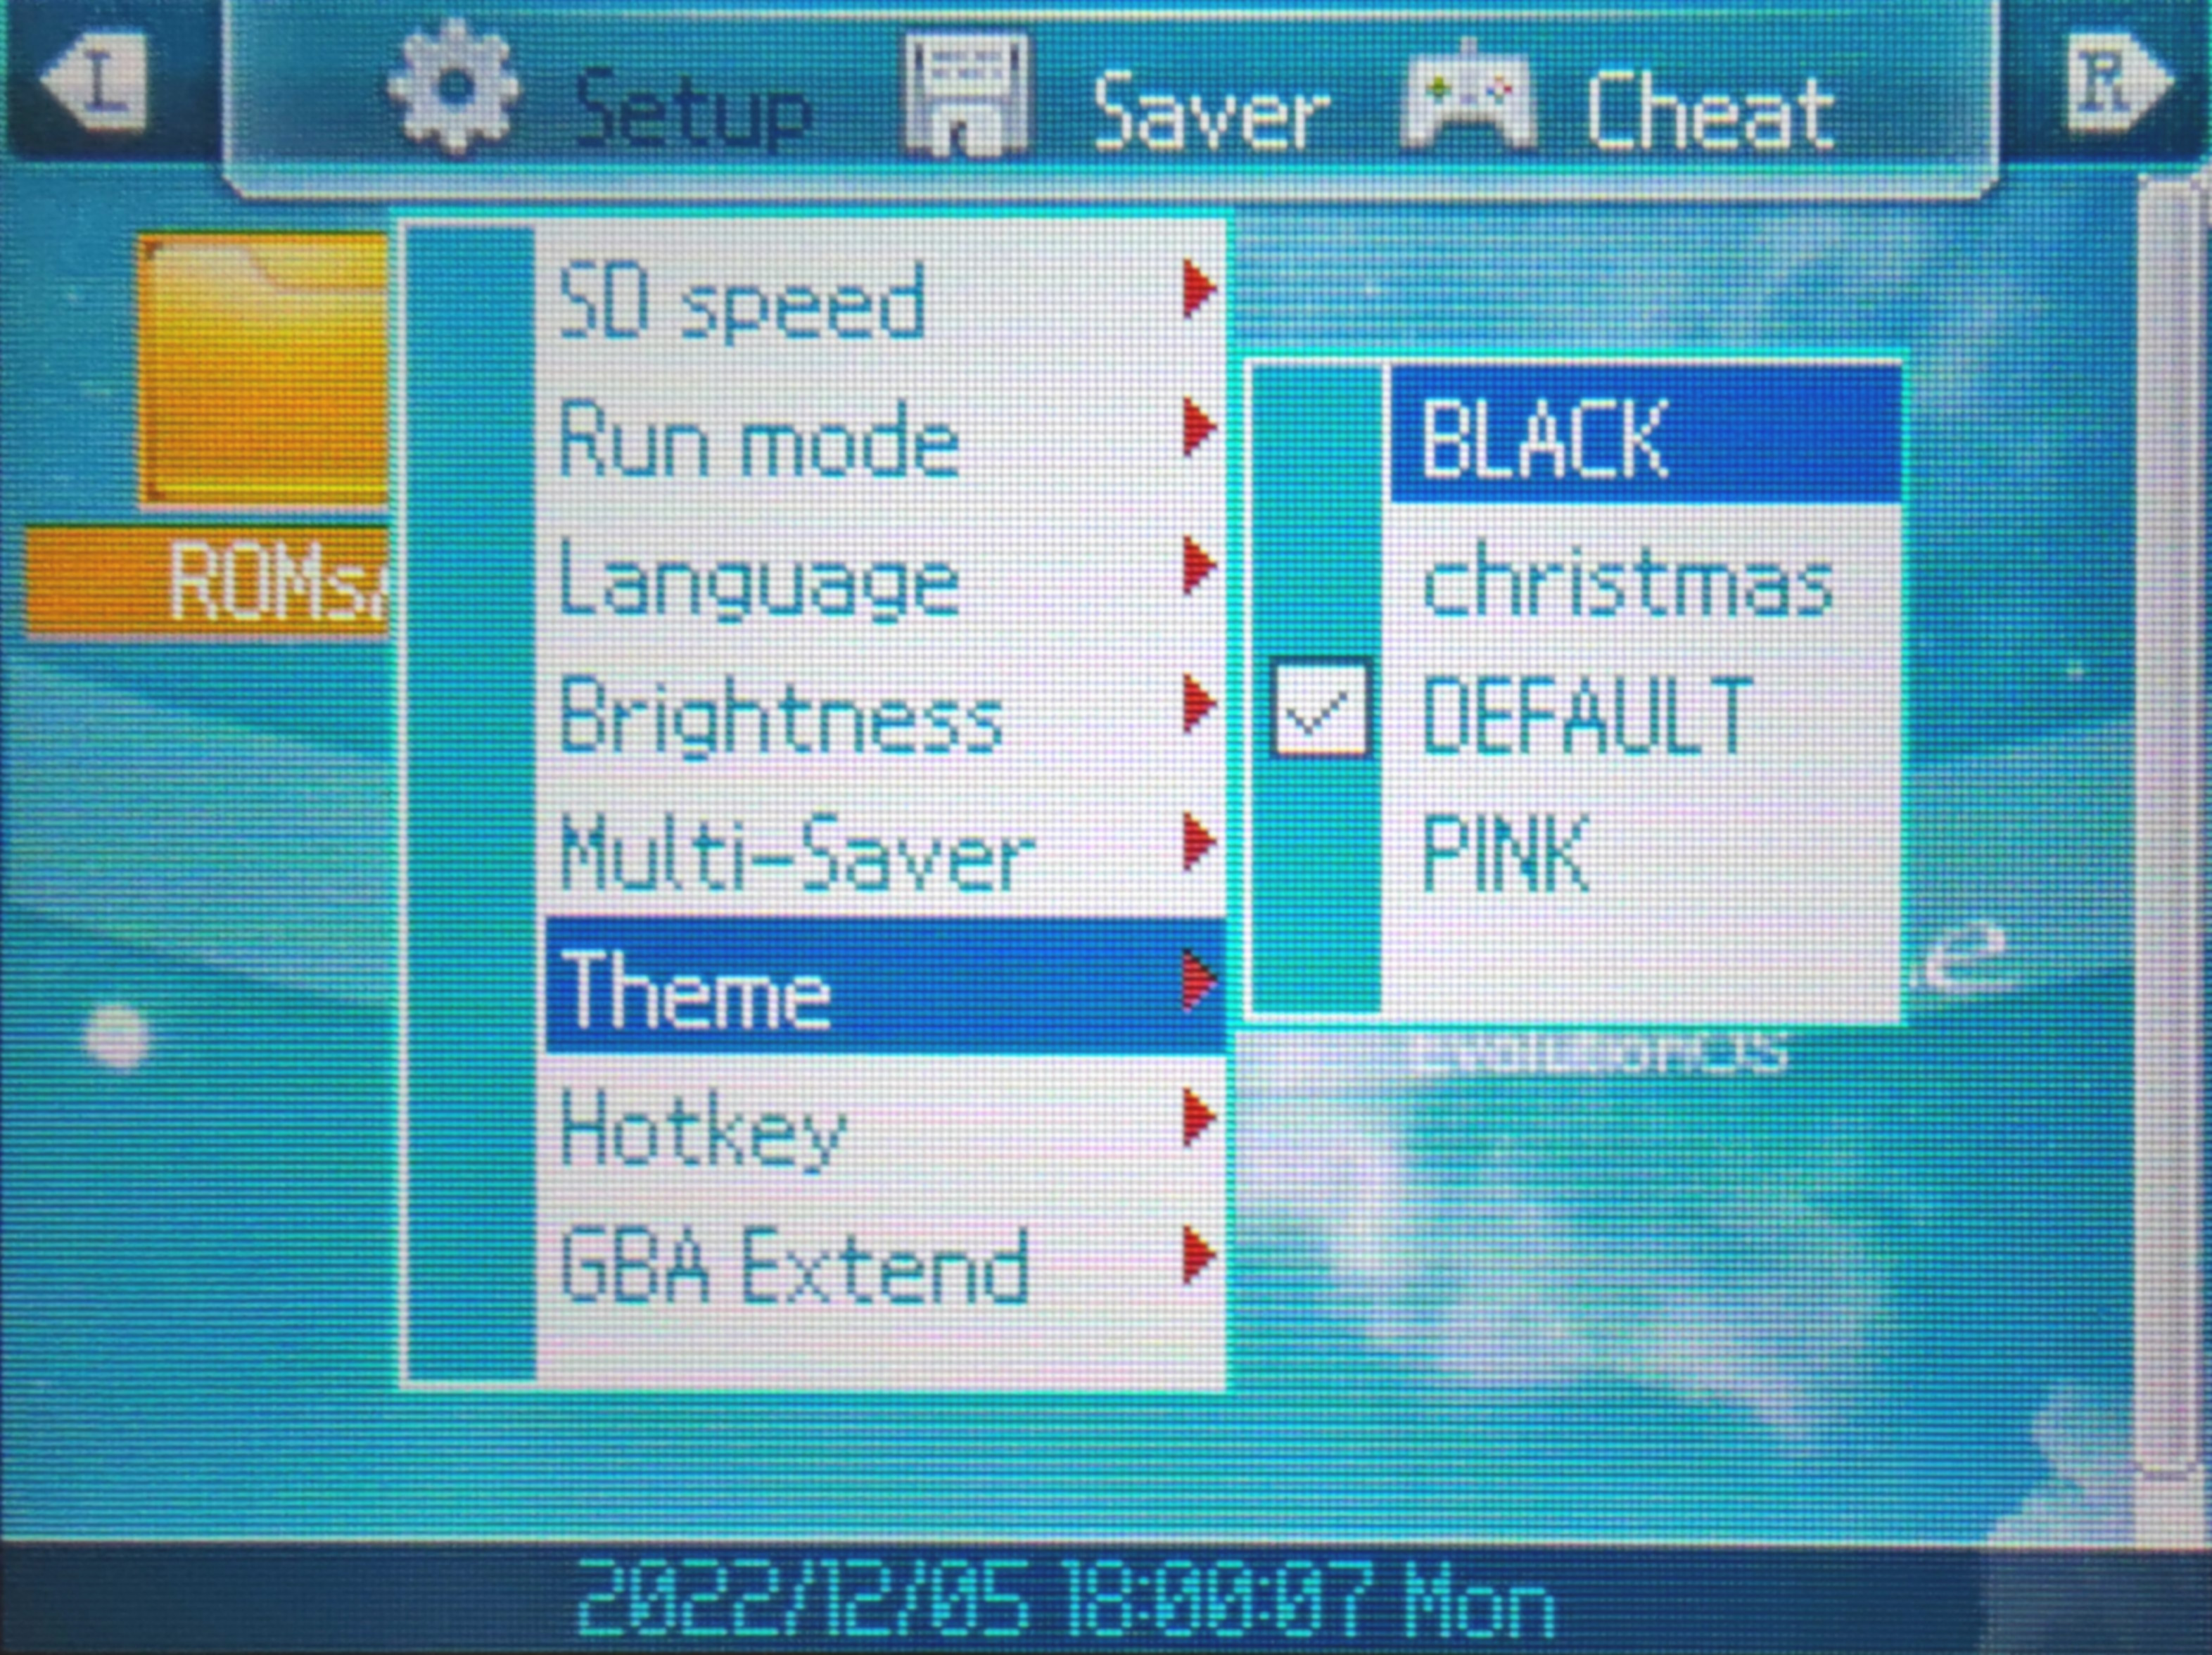 L
Setup
Saver
Cheat
R
SD speed
Run mode
Language
Brightness
Multi-Saver
Theme
Hotkey
GBA Extend
BLACK
christmas
DEFAULT
PINK
ROMs
e
EvolutionOS
2022/12/05 18:00:07 Mon